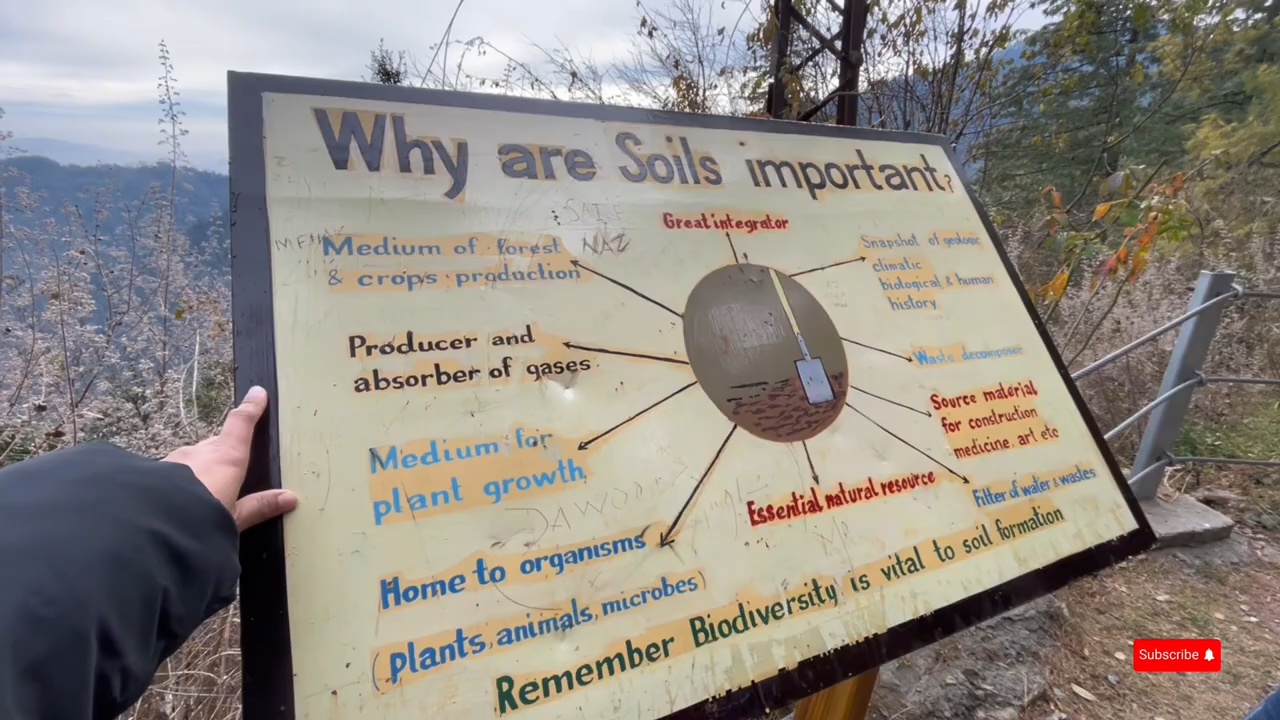 Why are Soils important?
Great integrator
Medium of forest
& crops production
Snapshot of geologic
climatic
biological & human
history
Producer and
absorber of gases
Waste decomposer
Source material
for construction
medicine, art etc
Medium for
plant growth
Filter of water & wastes
Essential natural resource
Home to organisms
(plants, animals, microbes)
Remember Biodiversity is vital to soil formation
SAIF
NAZ
Subscribe